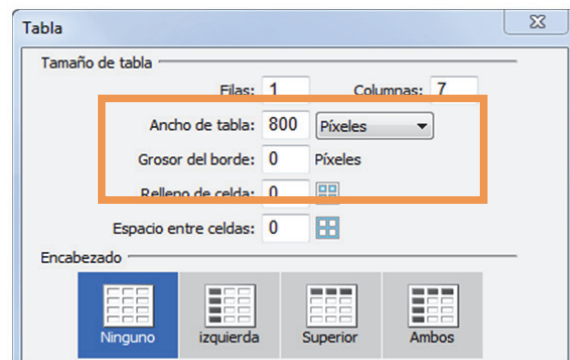 Tabla
Tamaño de tabla
Filas: 1 Columnas: 7
Ancho de tabla: 800 Píxeles
Grosor del borde: 0 Píxeles
Relleno de celda: 0
Espacio entre celdas: 0
Encabezado
Ninguno izquierda Superior Ambos